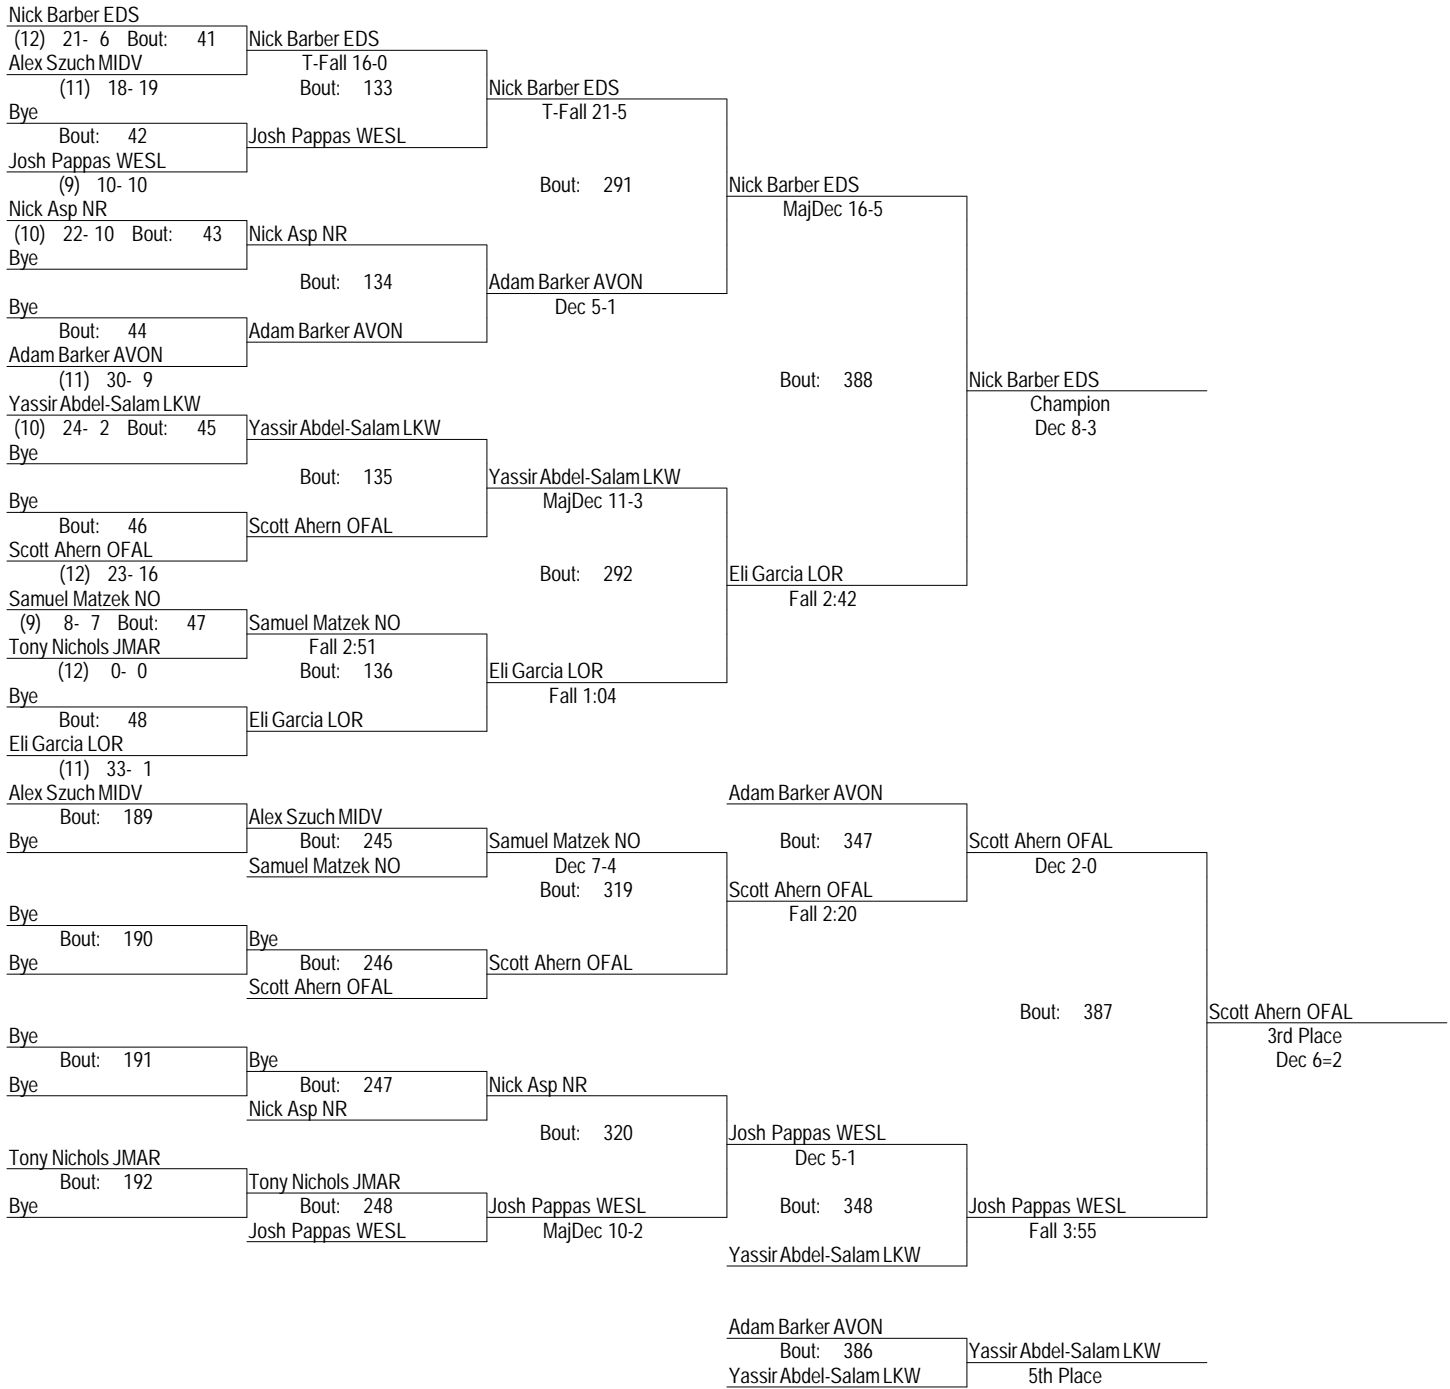 Nick Barber EDS
(12) 21- 6 Bout: 41 Nick Barber EDS
Alex Szuch MIDV T-Fall 16-0
(11) 18- 19 Bout: 133 Nick Barber EDS
Bye T-Fall 21-5
Bout: 42 Josh Pappas WESL
Josh Pappas WESL
(9) 10- 10 Bout: 291 Nick Barber EDS
Nick Asp NR MajDec 16-5
(10) 22- 10 Bout: 43 Nick Asp NR
Bye
Bout: 134 Adam Barker AVON
Bye Dec 5-1
Bout: 44 Adam Barker AVON
Adam Barker AVON
(11) 30- 9 Bout: 388 Nick Barber EDS
Yassir Abdel-Salam LKW Champion
(10) 24- 2 Bout: 45 Yassir Abdel-Salam LKW Dec 8-3
Bye
Bout: 135 Yassir Abdel-Salam LKW
Bye MajDec 11-3
Bout: 46 Scott Ahern OFAL
Scott Ahern OFAL
(12) 23- 16 Bout: 292 Eli Garcia LOR
Samuel Matzek NO Fall 2:42
(9) 8- 7 Bout: 47 Samuel Matzek NO
Tony Nichols JMAR Fall 2:51
(12) 0- 0 Bout: 136 Eli Garcia LOR
Bye Fall 1:04
Bout: 48 Eli Garcia LOR
Eli Garcia LOR
(11) 33- 1
Alex Szuch MIDV Adam Barker AVON
Bout: 189 Alex Szuch MIDV
Bye Bout: 245 Samuel Matzek NO Bout: 347 Scott Ahern OFAL
Samuel Matzek NO Dec 7-4 Dec 2-0
Bout: 319 Scott Ahern OFAL
Bye Fall 2:20
Bout: 190 Bye
Bye Bout: 246 Scott Ahern OFAL
Scott Ahern OFAL
Bout: 387 Scott Ahern OFAL
Bye 3rd Place
Bout: 191 Bye Dec 6=2
Bye Bout: 247 Nick Asp NR
Nick Asp NR
Bout: 320 Josh Pappas WESL
Tony Nichols JMAR Dec 5-1
Bout: 192 Tony Nichols JMAR
Bye Bout: 248 Josh Pappas WESL Bout: 348 Josh Pappas WESL
Josh Pappas WESL MajDec 10-2 Fall 3:55
Yassir Abdel-Salam LKW
Adam Barker AVON
Bout: 386 Yassir Abdel-Salam LKW
Yassir Abdel-Salam LKW 5th Place